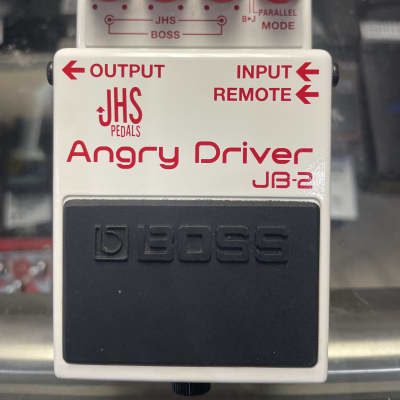 JHS
BOSS
B▸J
PARALLEL
MODE
← OUTPUT
INPUT ←
REMOTE ←
JHS
PEDALS
Angry Driver
JB-2
BOSS